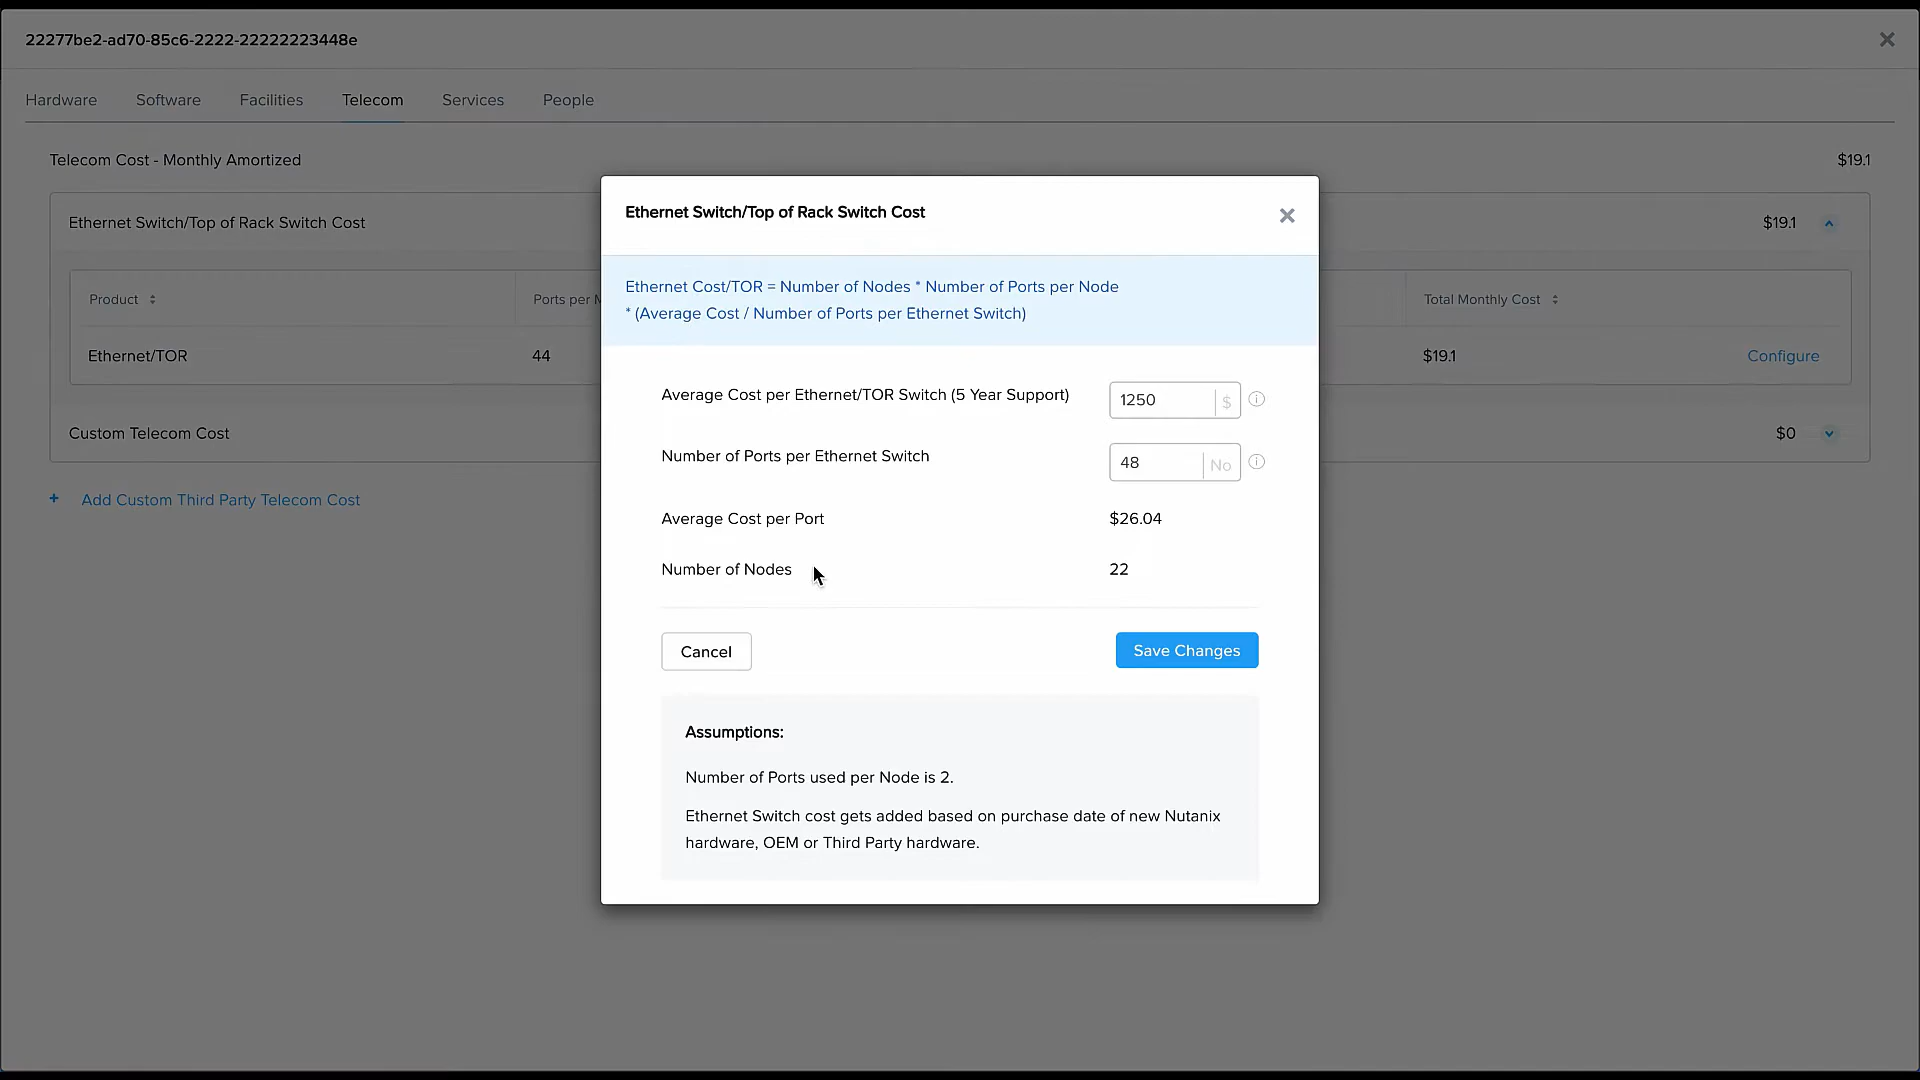 22277be2-ad70-85c6-2222-22222223448e
Hardware Software Facilities Telecom Services People
Telecom Cost - Monthly Amortized $19.1
Ethernet Switch/Top of Rack Switch Cost $19.1
Product Ports per Total Monthly Cost
Ethernet/TOR 44 $19.1 Configure
Custom Telecom Cost $0
+ Add Custom Third Party Telecom Cost
Ethernet Switch/Top of Rack Switch Cost
Ethernet Cost/TOR = Number of Nodes * Number of Ports per Node
* (Average Cost / Number of Ports per Ethernet Switch)
Average Cost per Ethernet/TOR Switch (5 Year Support) 1250 $
Number of Ports per Ethernet Switch 48 No
Average Cost per Port $26.04
Number of Nodes 22
Cancel Save Changes
Assumptions:
Number of Ports used per Node is 2.
Ethernet Switch cost gets added based on purchase date of new Nutanix
hardware, OEM or Third Party hardware.